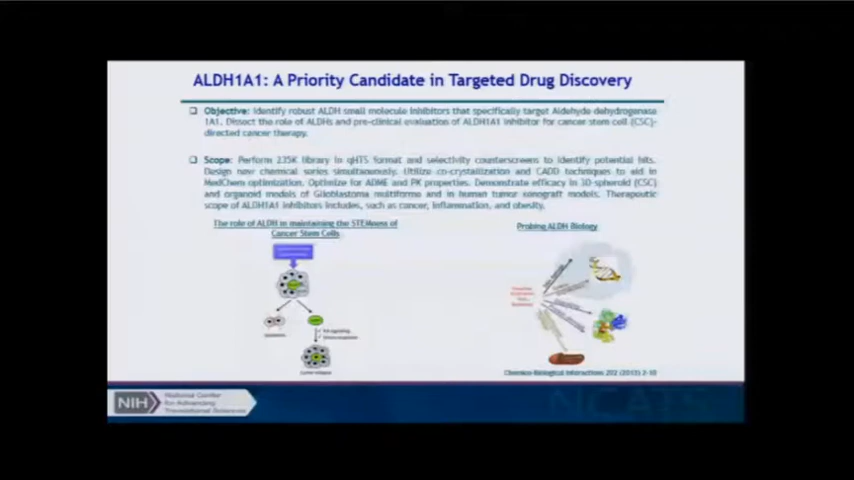 ALDH1A1: A Priority Candidate in Targeted Drug Discovery
Objective: Identify robust ALDH small molecule inhibitors that specifically target Aldehyde dehydrogenase
1A1. Dissect the role of ALDHs and pre-clinical evaluation of ALDH1A1 inhibitor for cancer stem cell (CSC)-
directed cancer therapy.
Scope: Perform 235K library in qHTS format and selectivity counterscreens to identify potential hits.
Design new chemical series simultaneously. Utilize co-crystallization and CADD techniques to aid in
MedChem optimization. Optimize for ADME and PK properties. Demonstrate efficacy in 3D-spheroid (CSC)
and organoid models of Glioblastoma multiforme and in human tumor xenograft models. Therapeutic
scope of ALDH1A1 inhibitors includes, such as cancer, inflammation, and obesity.
The role of ALDH in maintaining the STEMness of
Cancer Stem Cells
Probing ALDH Biology
Chemico-Biological Interactions 202 (2013) 2-10
NIH
National Center
for Advancing
Translational Sciences
NCATS